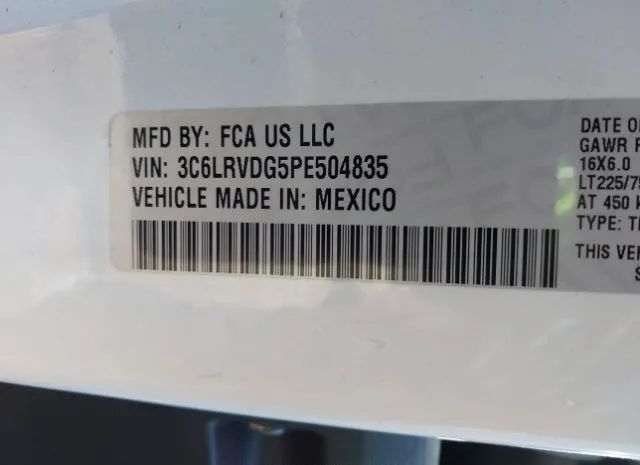 MFD BY: FCA US LLC
VIN: 3C6LRVDG5PE504835
VEHICLE MADE IN: MEXICO
DATE O
GAWR
16X6.0
LT225/7
AT 450
TYPE:
THIS VE